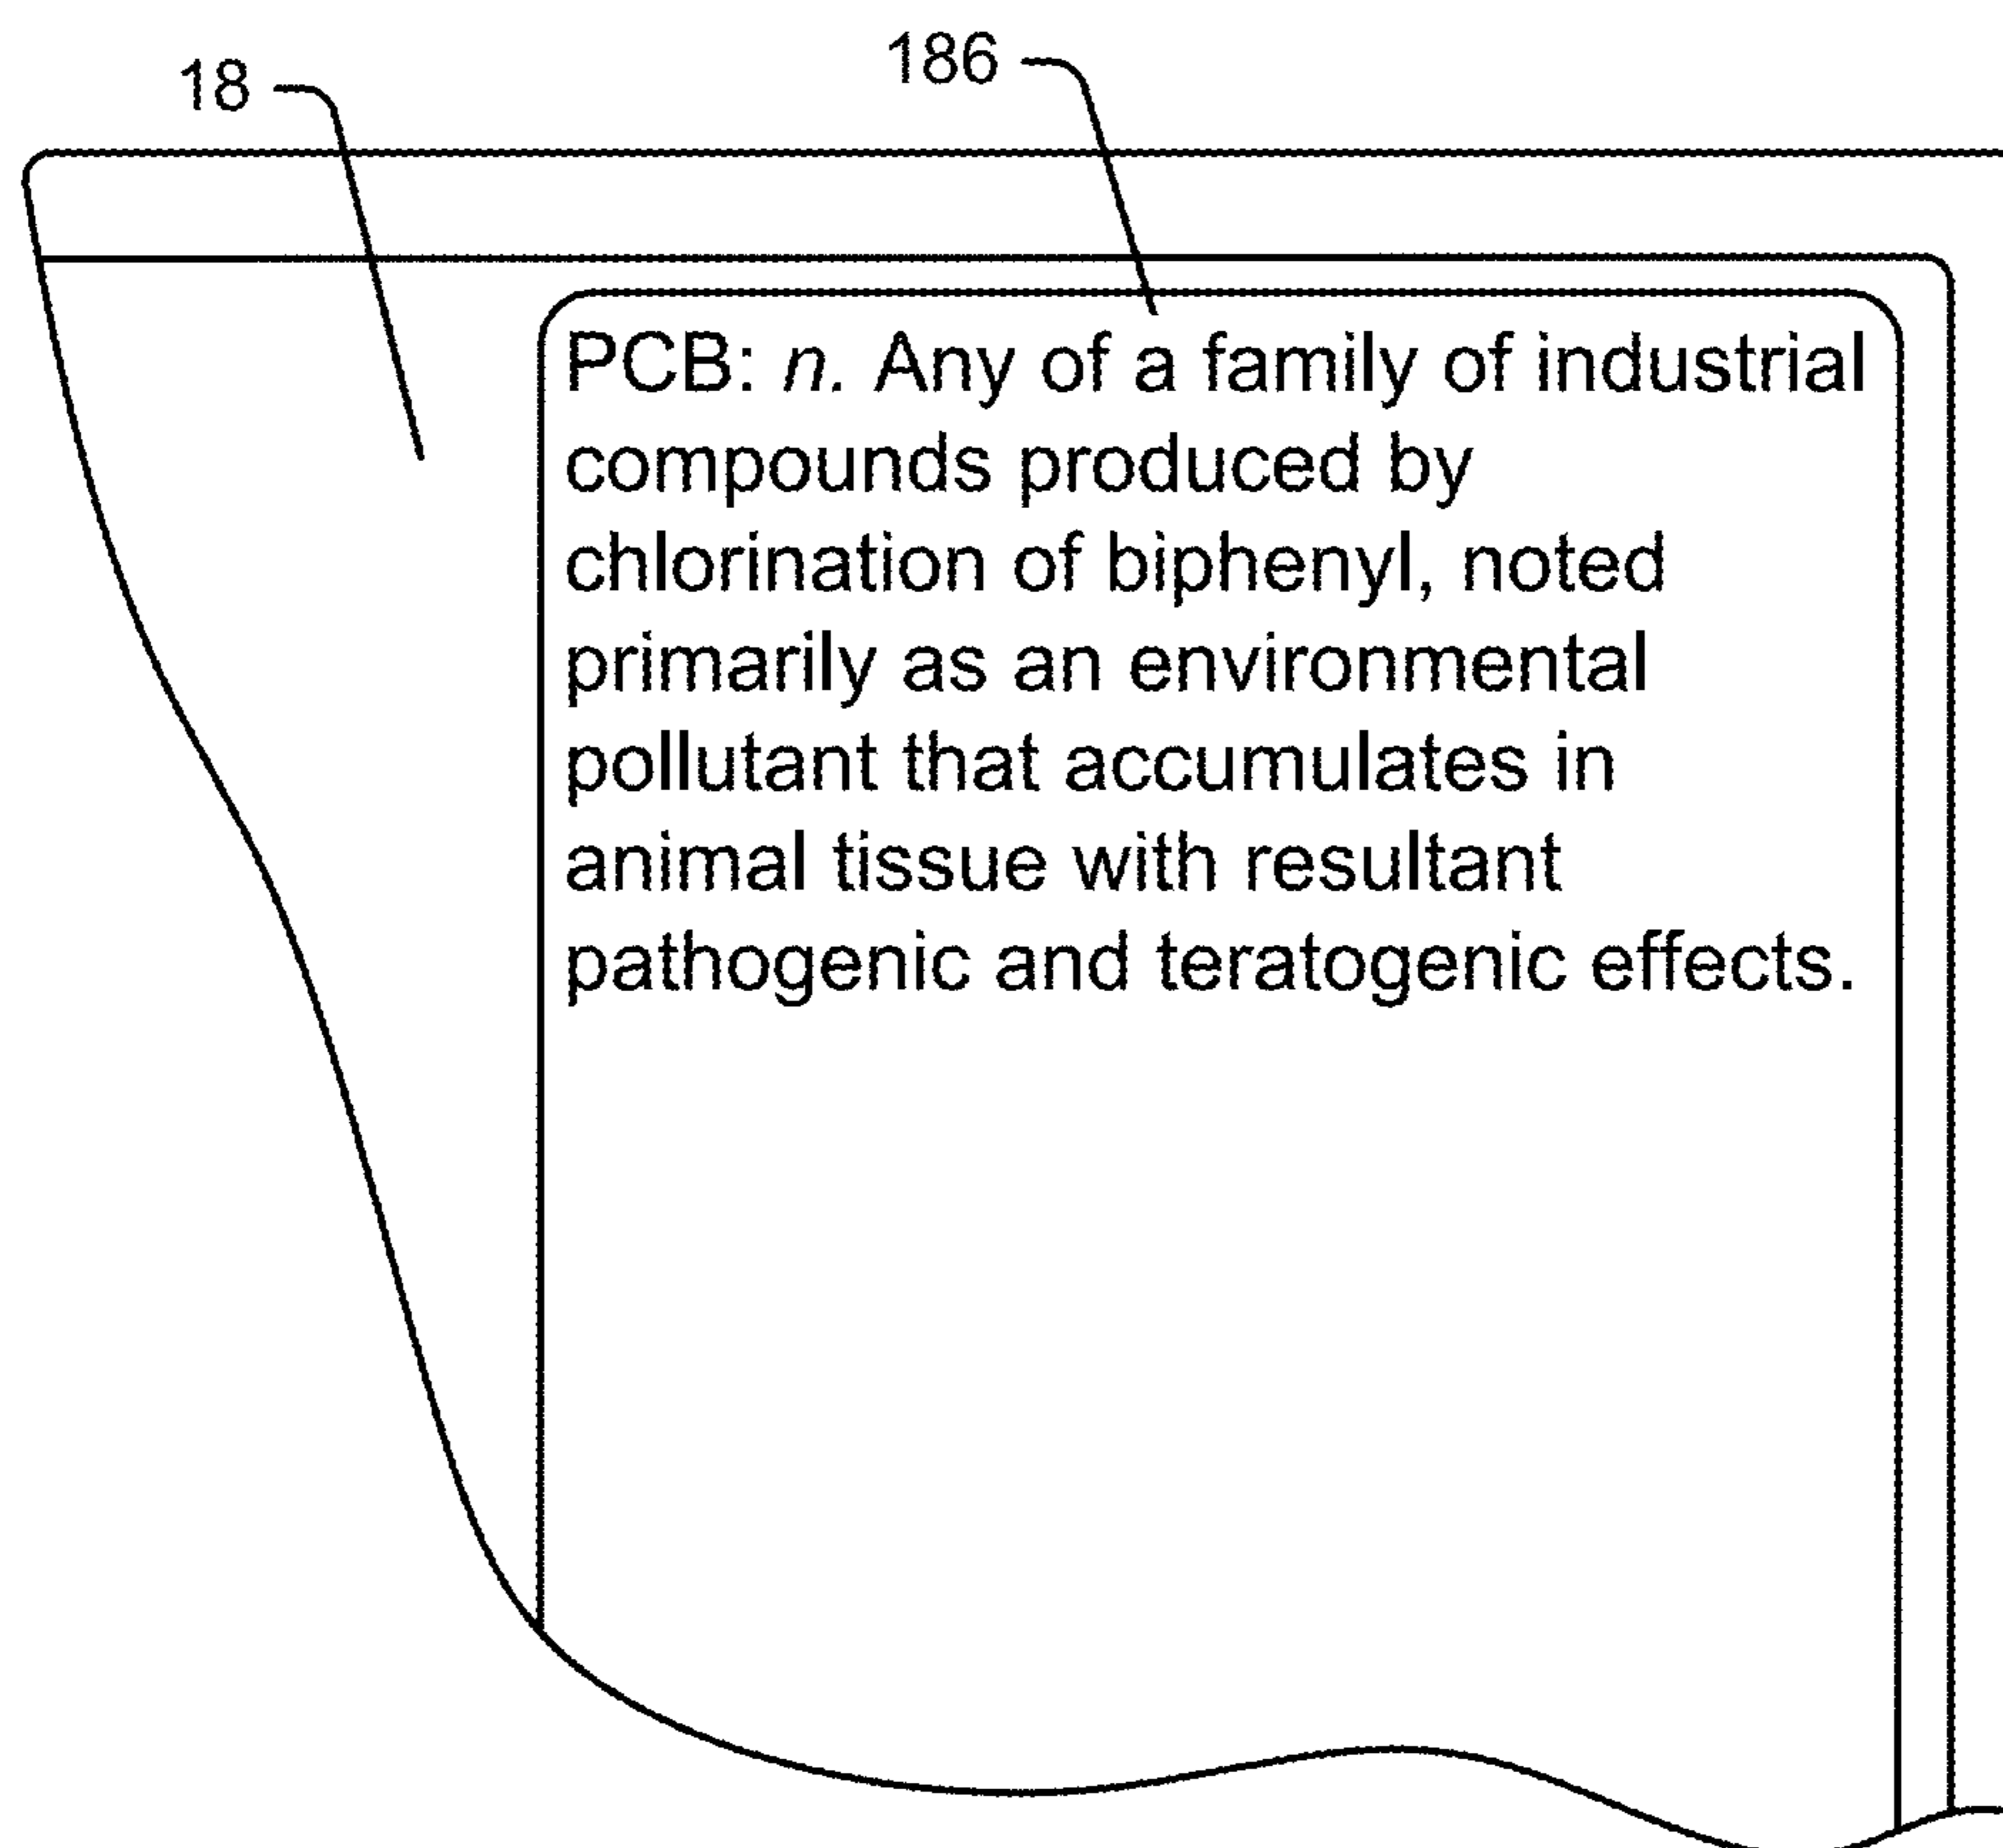 18
186
PCB: n. Any of a family of industrial
compounds produced by
chlorination of biphenyl, noted
primarily as an environmental
pollutant that accumulates in
animal tissue with resultant
pathogenic and teratogenic effects.